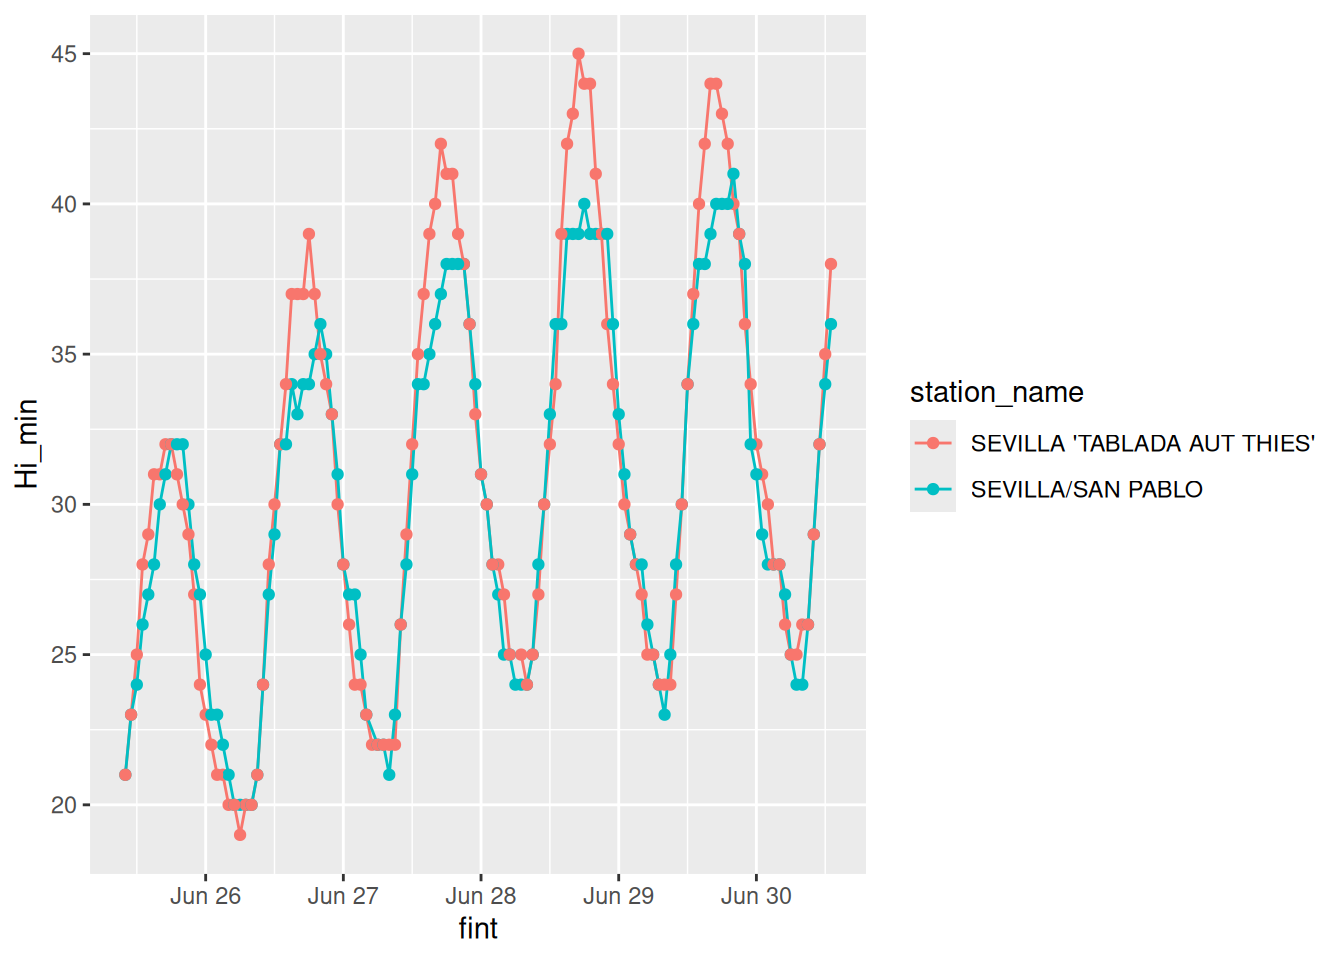 45
40
35
30
25
20
Hi_min
Jun 26
Jun 27
Jun 28
Jun 29
Jun 30
fint
station_name
SEVILLA 'TABLADA AUT THIES'
SEVILLA/SAN PABLO